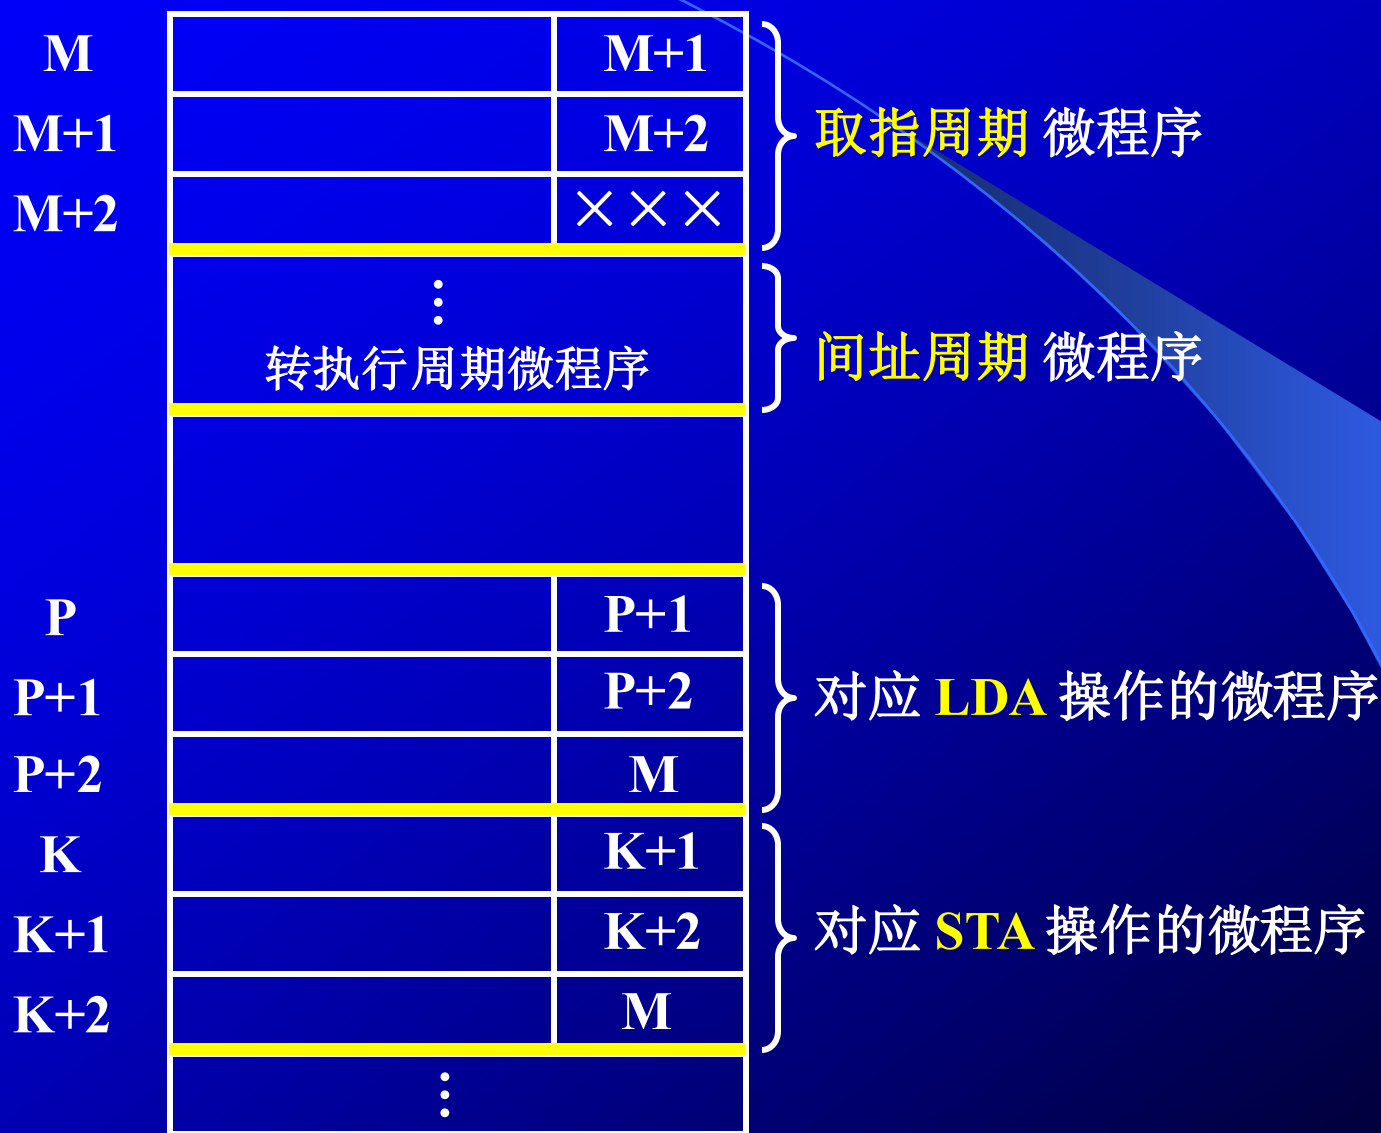 M M+1
M+1 M+2 取指周期 微程序
M+2 ×××
⋮
转执行周期微程序 间址周期 微程序
P P+1
P+1 P+2 对应 LDA 操作的微程序
P+2 M
K K+1
K+1 K+2 对应 STA 操作的微程序
K+2 M
⋮